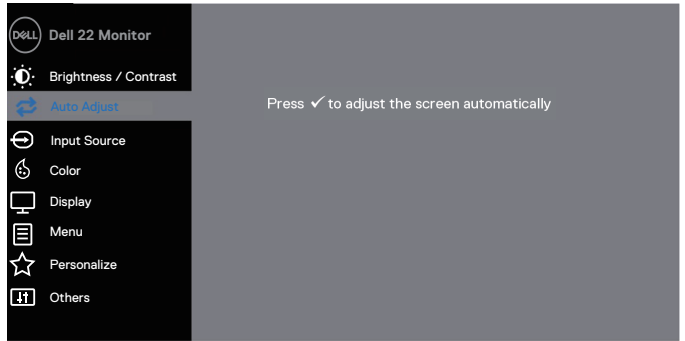 DELL
Dell 22 Monitor
Brightness / Contrast
Auto Adjust
Press ✓ to adjust the screen automatically
Input Source
Color
Display
Menu
Personalize
Others